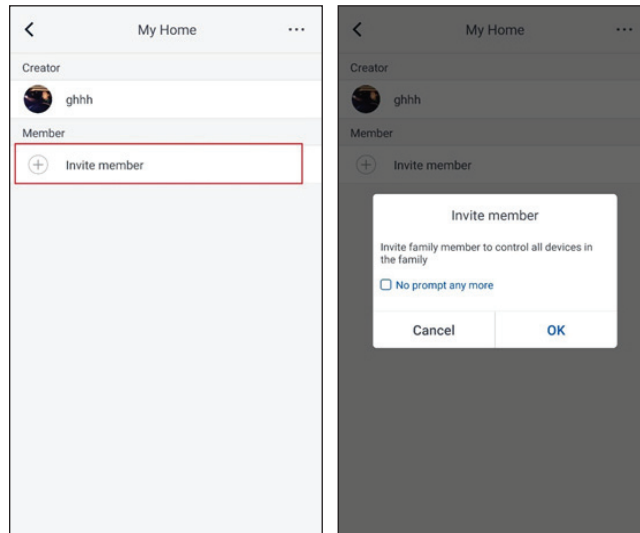 My Home
Creator
ghhh
Member
Invite member
My Home
Creator
ghhh
Member
Invite member
Invite member
Invite family member to control all devices in
the family
No prompt any more
Cancel OK